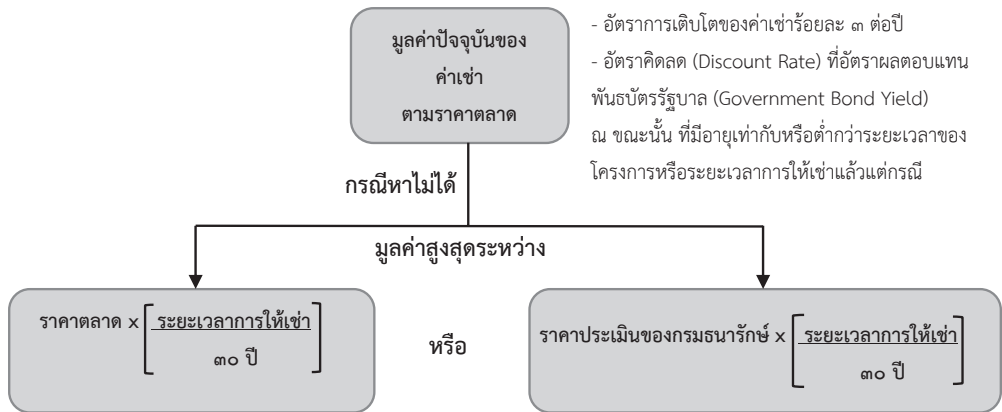 มูลค่าปัจจุบันของ
ค่าเช่า
ตามราคาตลาด
- อัตราการเติบโตของค่าเช่าร้อยละ ๓ ต่อปี
- อัตราคิดลด (Discount Rate) ที่อัตราผลตอบแทน
พันธบัตรรัฐบาล (Government Bond Yield)
ณ ขณะนั้น ที่มีอายุเท่ากับหรือต่ำกว่าระยะเวลาของ
โครงการหรือระยะเวลาการให้เช่าแล้วแต่กรณี
กรณีหาไม่ได้
มูลค่าสูงสุดระหว่าง
ราคาตลาด x [ระยะเวลาการให้เช่า
๓๐ ปี]
หรือ
ราคาประเมินของกรมธนารักษ์ x [ระยะเวลาการให้เช่า
๓๐ ปี]